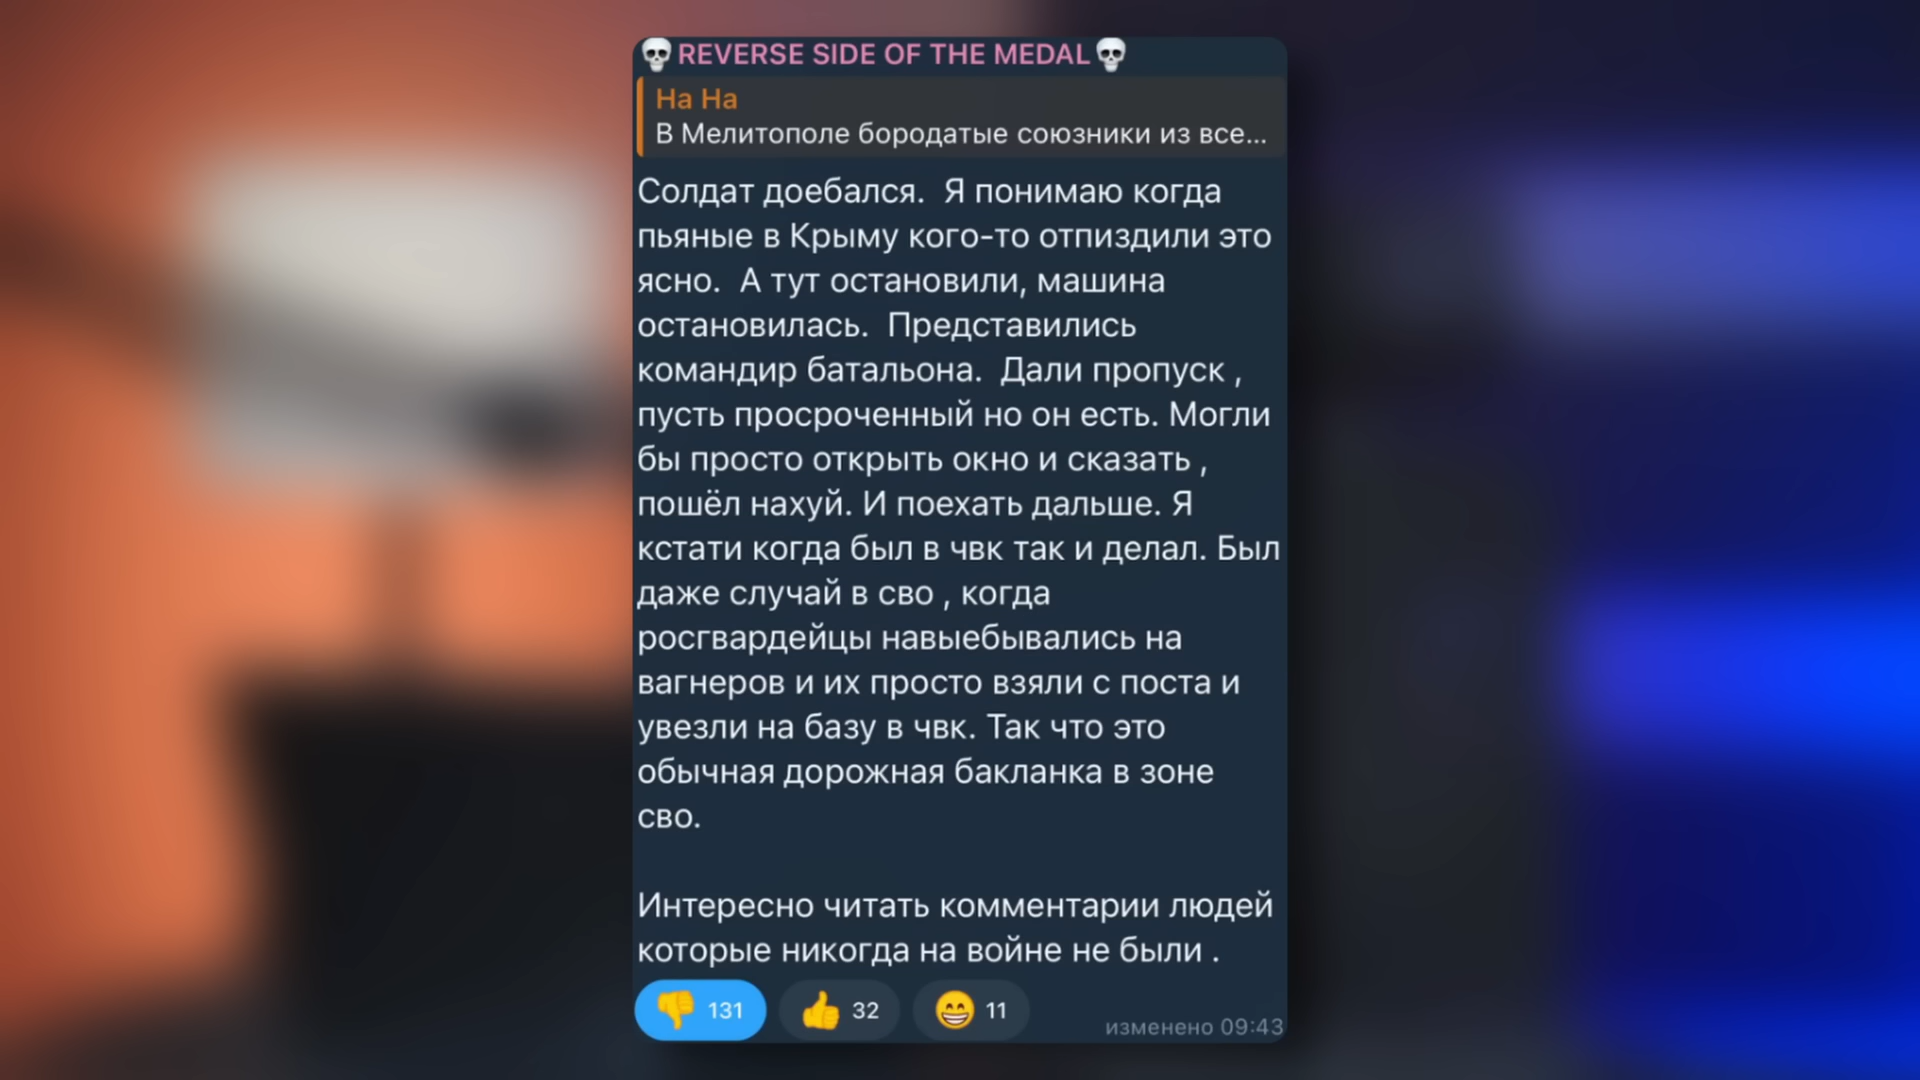 💀REVERSE SIDE OF THE MEDAL💀
На На
В Мелитополе бородатые союзники из все...
Солдат доебался.  Я понимаю когда
пьяные в Крыму кого-то отпиздили это
ясно.  А тут остановили, машина
остановилась.  Представились
командир батальона.  Дали пропуск ,
пусть просроченный но он есть. Могли
бы просто открыть окно и сказать ,
пошёл нахуй. И поехать дальше. Я
кстати когда был в чвк так и делал. Был
даже случай в сво , когда
росгвардейцы навыебывались на
вагнеров и их просто взяли с поста и
увезли на базу в чвк. Так что это
обычная дорожная бакланка в зоне
сво.
Интересно читать комментарии людей
которые никогда на войне не были .
👎 131 👍 32 😁 11
изменено 09:43